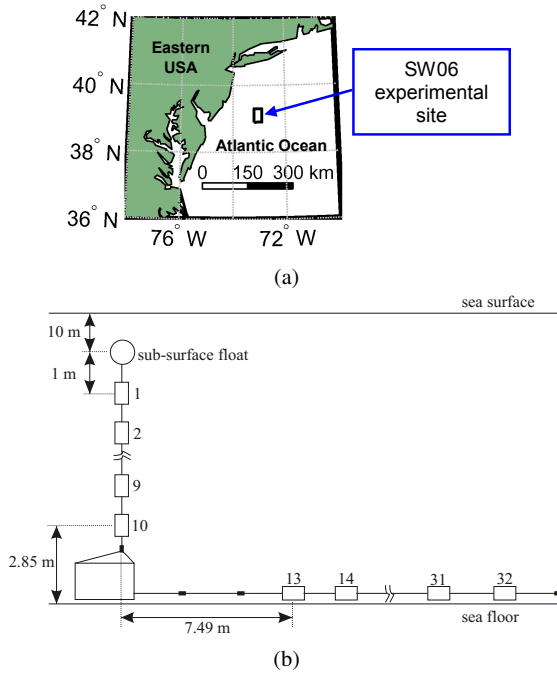 42° N
Eastern
USA
40° N
SW06
experimental
site
Atlantic Ocean
38° N
0 150 300 km
36° N
76° W 72° W
(a)
sea surface
10 m
sub-surface float
1 m
1
2
9
10
2.85 m
13 14 31 32
7.49 m
sea floor
(b)